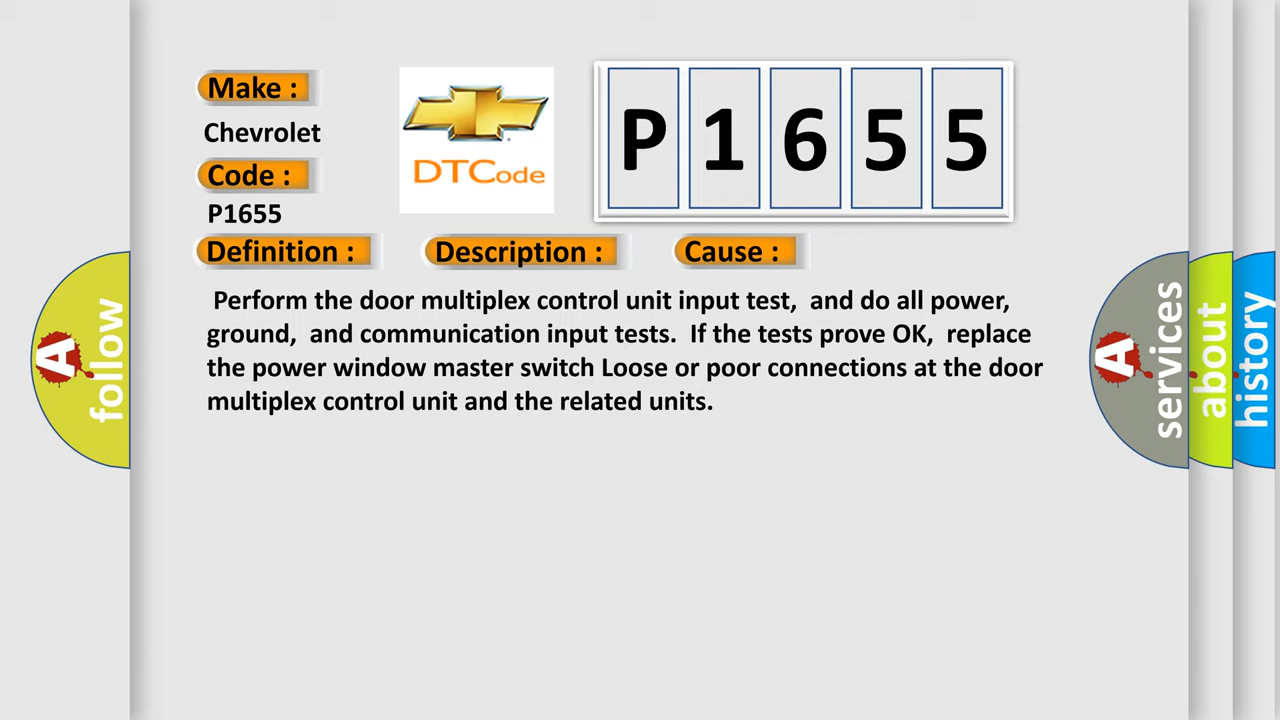 Make :
Chevrolet
Code :
P1655
DTCode
P 1 6 5 5
Definition :
Description :
Cause :
Perform the door multiplex control unit input test,  and do all power,
ground,  and communication input tests  If the tests prove OK,  replace
the power window master switch Loose or poor connections at the door
multiplex control unit and the related units.
A follow
A services
about
history